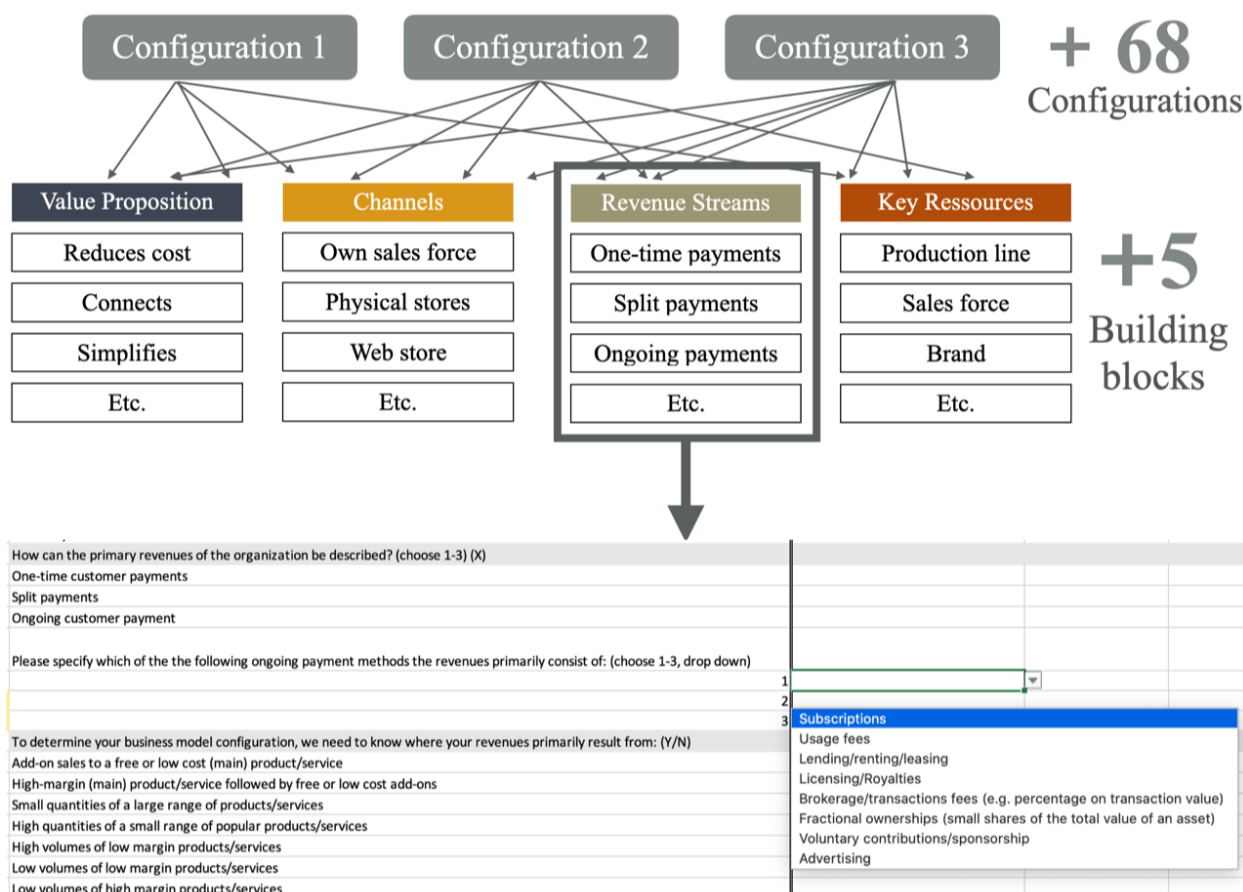 Configuration 1
Configuration 2
Configuration 3
+ 68
Configurations
Value Proposition
Reduces cost
Connects
Simplifies
Etc.
Channels
Own sales force
Physical stores
Web store
Etc.
Revenue Streams
One-time payments
Split payments
Ongoing payments
Etc.
Key Ressources
Production line
Sales force
Brand
Etc.
+5
Building
blocks
How can the primary revenues of the organization be described? (choose 1-3) (X)
One-time customer payments
Split payments
Ongoing customer payment
Please specify which of the the following ongoing payment methods the revenues primarily consist of: (choose 1-3, drop down)
1
2
3
Subscriptions
Usage fees
Lending/renting/leasing
Licensing/Royalties
Brokerage/transactions fees (e.g. percentage on transaction value)
Fractional ownerships (small shares of the total value of an asset)
Voluntary contributions/sponsorship
Advertising
To determine your business model configuration, we need to know where your revenues primarily result from: (Y/N)
Add-on sales to a free or low cost (main) product/service
High-margin (main) product/service followed by free or low cost add-ons
Small quantities of a large range of products/services
High quantities of a small range of popular products/services
High volumes of low margin products/services
Low volumes of low margin products/services
Low volumes of high margin products/services